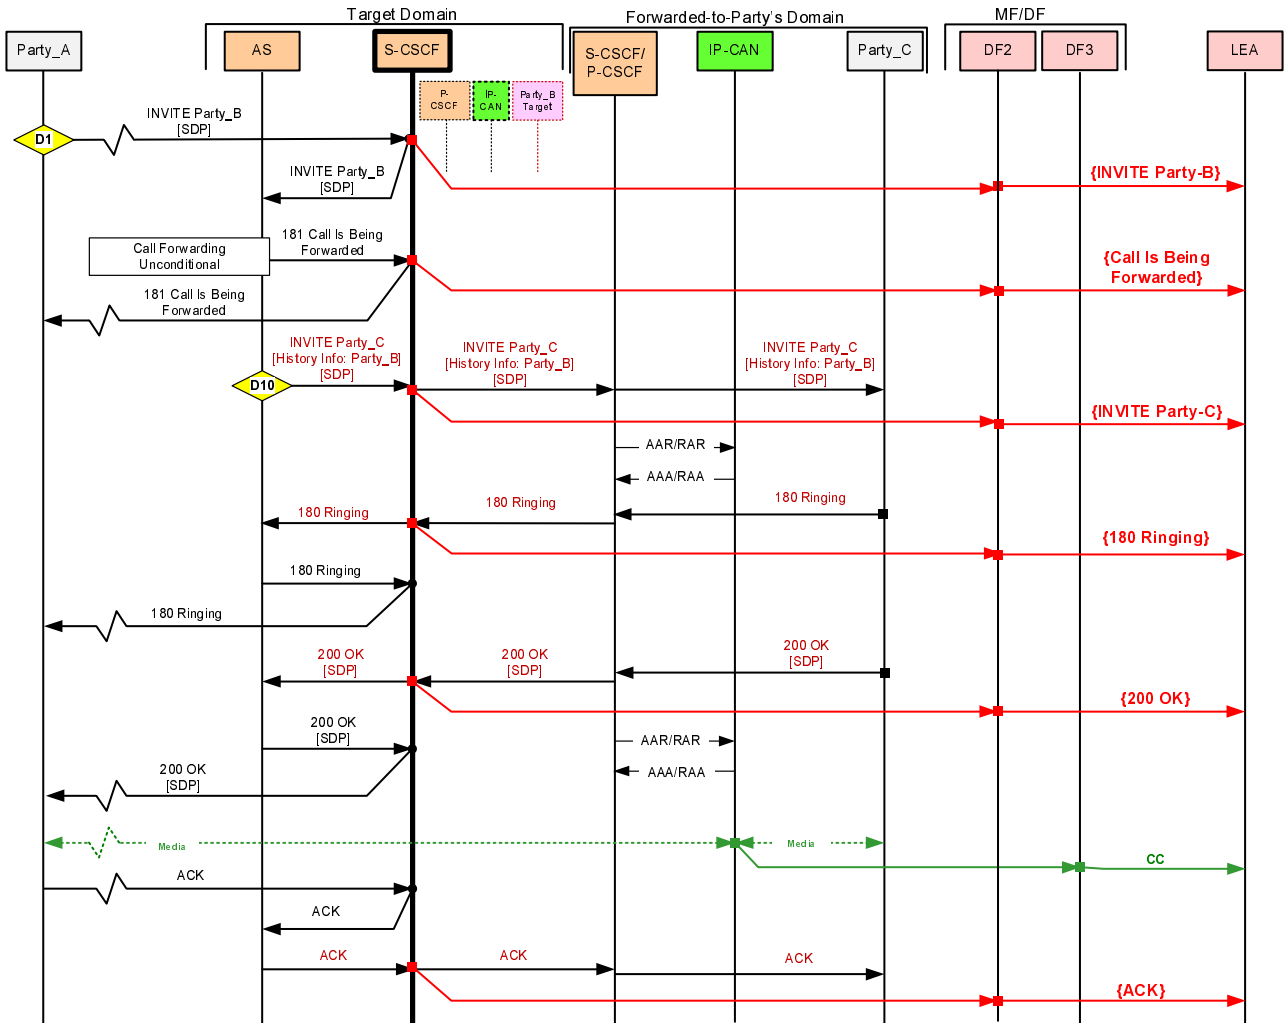 Target Domain
Forwarded-to-Party's Domain
MF/DF
Party_A
AS
S-CSCF
S-CSCF/
P-CSCF
IP-CAN
Party_C
DF2
DF3
LEA
P-
CSCF
IP-
CAN
Party_B
Target
D1
INVITE Party_B
[SDP]
INVITE Party_B
[SDP]
{INVITE Party-B}
Call Forwarding
Unconditional
181 Call Is Being
Forwarded
{Call Is Being
Forwarded}
181 Call Is Being
Forwarded
D10
INVITE Party_C
[History Info: Party_B]
[SDP]
INVITE Party_C
[History Info: Party_B]
[SDP]
INVITE Party_C
[History Info: Party_B]
[SDP]
{INVITE Party-C}
AAR/RAR
AAA/RAA
180 Ringing
180 Ringing
180 Ringing
{180 Ringing}
180 Ringing
180 Ringing
200 OK
[SDP]
200 OK
[SDP]
200 OK
[SDP]
{200 OK}
200 OK
[SDP]
AAR/RAR
200 OK
[SDP]
AAA/RAA
Media
Media
CC
ACK
ACK
ACK
ACK
ACK
{ACK}